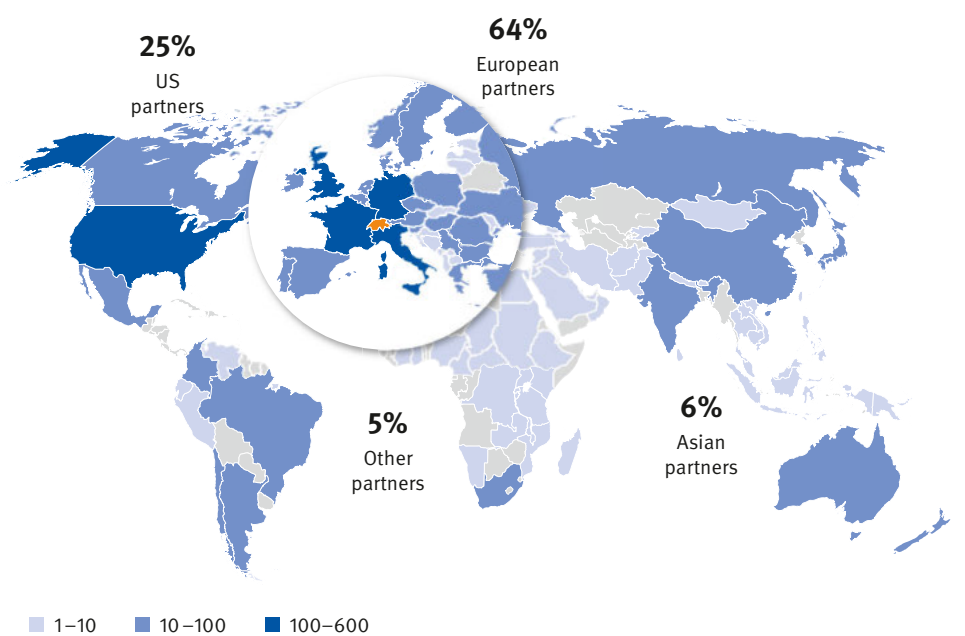 64%
European
partners
25%
US
partners
6%
Asian
partners
5%
Other
partners
1–10
10–100
100–600